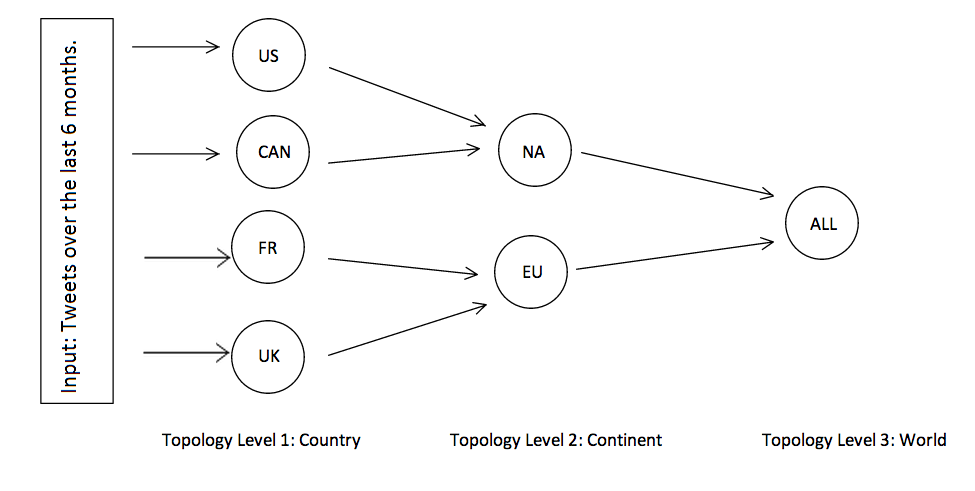 Input: Tweets over the last 6 months.
US
CAN
FR
UK
NA
EU
ALL
Topology Level 1: Country
Topology Level 2: Continent
Topology Level 3: World